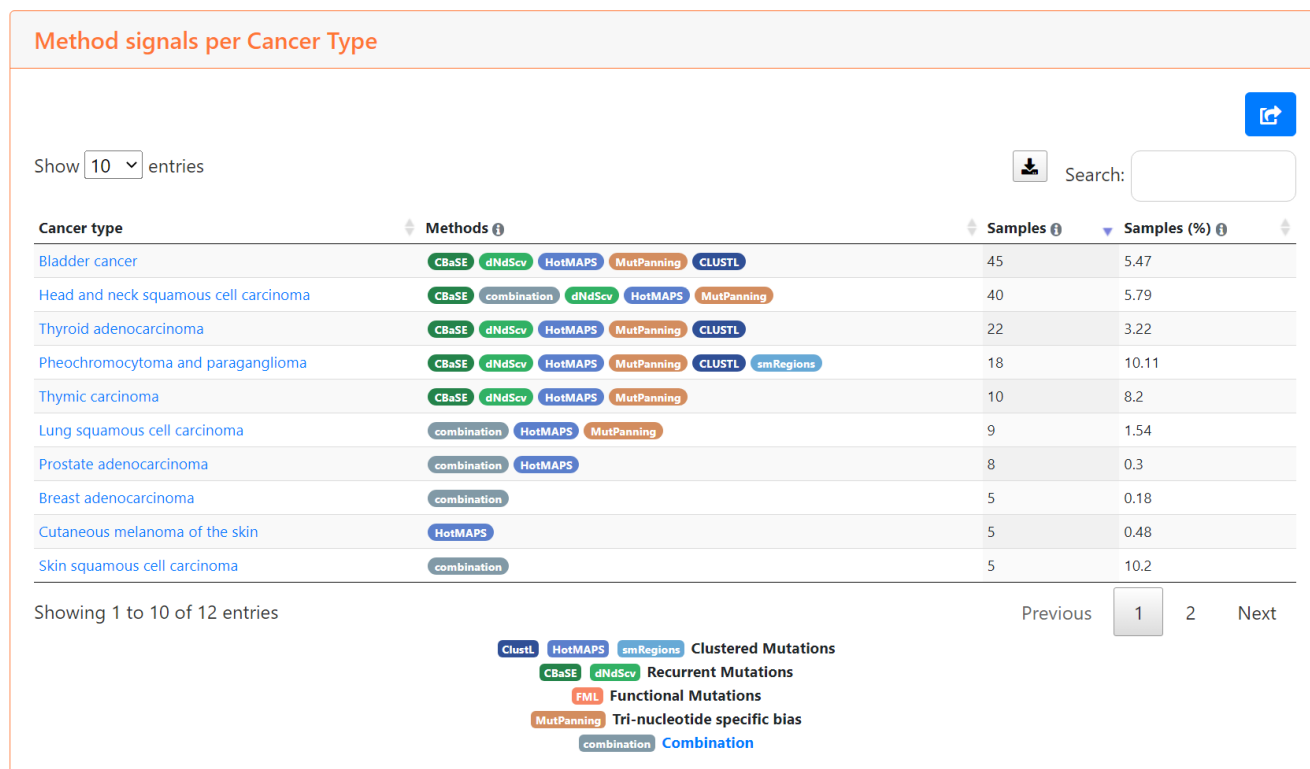 Method signals per Cancer Type
Show 10 entries
Search:
Cancer type Methods Samples Samples (%)
Bladder cancer CBaSE dNdScv HotMAPS MutPanning CLUSTL 45 5.47
Head and neck squamous cell carcinoma CBaSE combination dNdScv HotMAPS MutPanning 40 5.79
Thyroid adenocarcinoma CBaSE dNdScv HotMAPS MutPanning CLUSTL 22 3.22
Pheochromocytoma and paraganglioma CBaSE dNdScv HotMAPS MutPanning CLUSTL smRegions 18 10.11
Thymic carcinoma CBaSE dNdScv HotMAPS MutPanning 10 8.2
Lung squamous cell carcinoma combination HotMAPS MutPanning 9 1.54
Prostate adenocarcinoma combination HotMAPS 8 0.3
Breast adenocarcinoma combination 5 0.18
Cutaneous melanoma of the skin HotMAPS 5 0.48
Skin squamous cell carcinoma combination 5 10.2
Showing 1 to 10 of 12 entries Previous 1 2 Next
ClustL HotMAPS smRegions Clustered Mutations
CBaSE dNdScv Recurrent Mutations
FML Functional Mutations
MutPanning Tri-nucleotide specific bias
combination Combination